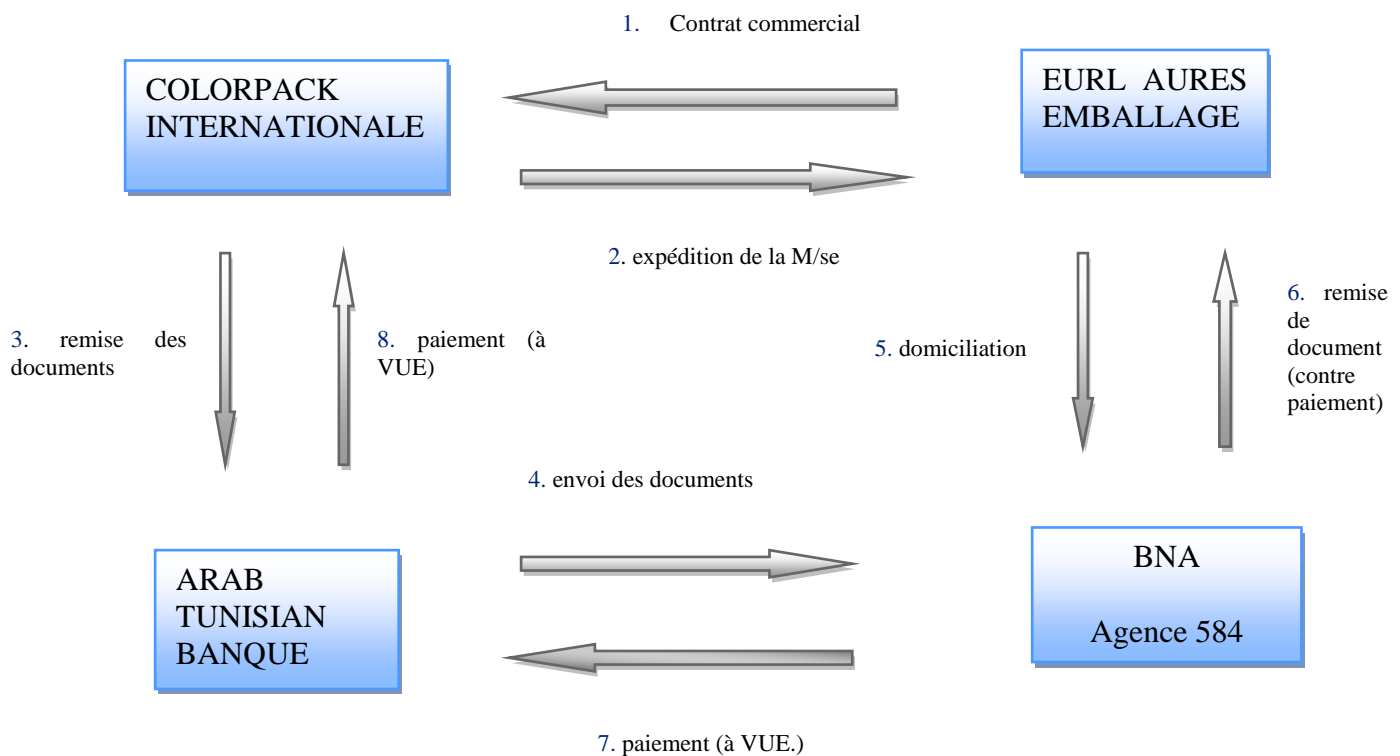 1. Contrat commercial
COLORPACK
INTERNATIONALE
EURL AURES
EMBALLAGE
2. expédition de la M/se
3. remise des
documents
8. paiement (à
VUE)
5. domiciliation
6. remise
de
document
(contre
paiement)
4. envoi des documents
ARAB
TUNISIAN
BANQUE
BNA
Agence 584
7. paiement (à VUE.)